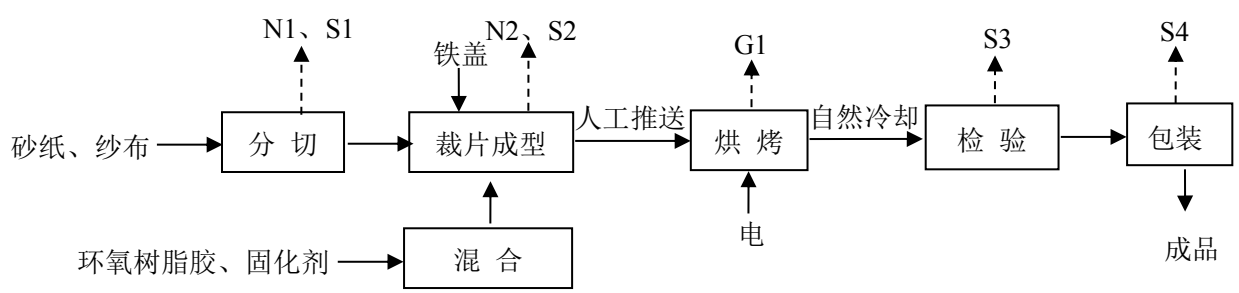 N1、S1
N2、S2
铁盖
G1
S3
S4
砂纸、纱布
分 切
裁片成型
人工推送
烘 烤
自然冷却
检 验
包装
电
环氧树脂胶、固化剂
混 合
成品